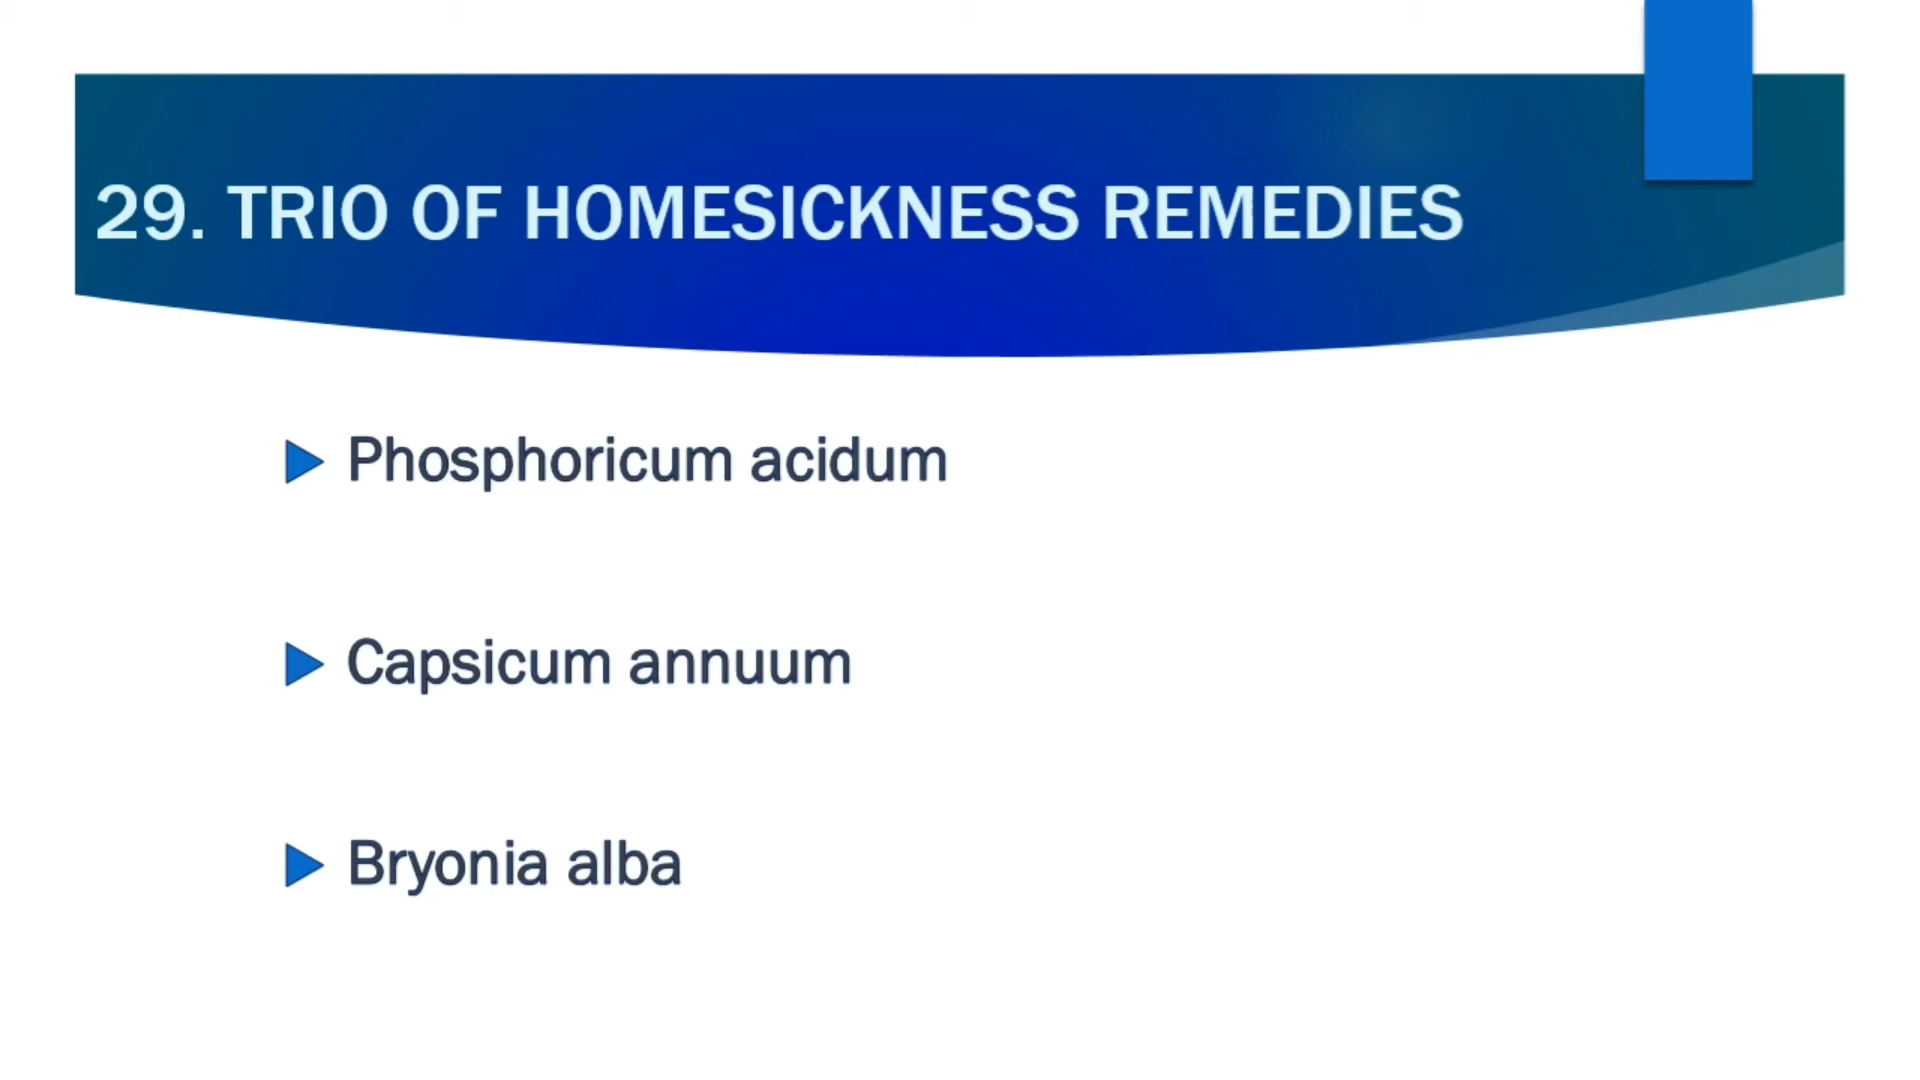 29. TRIO OF HOMESICKNESS REMEDIES
Phosphoricum acidum
Capsicum annuum
Bryonia alba